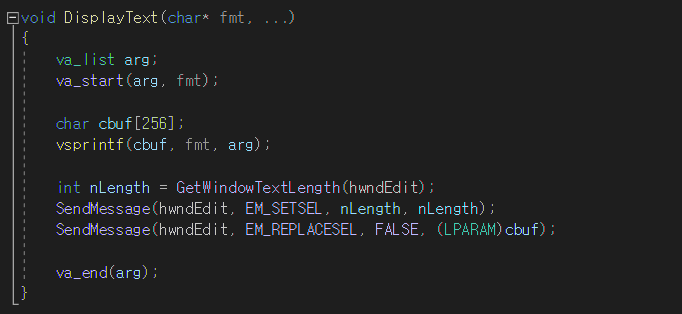 void DisplayText(char* fmt, ...)
{
va_list arg;
va_start(arg, fmt);
char cbuf[256];
vsprintf(cbuf, fmt, arg);
int nLength = GetWindowTextLength(hwndEdit);
SendMessage(hwndEdit, EM_SETSEL, nLength, nLength);
SendMessage(hwndEdit, EM_REPLACESEL, FALSE, (LPARAM)cbuf);
va_end(arg);
}